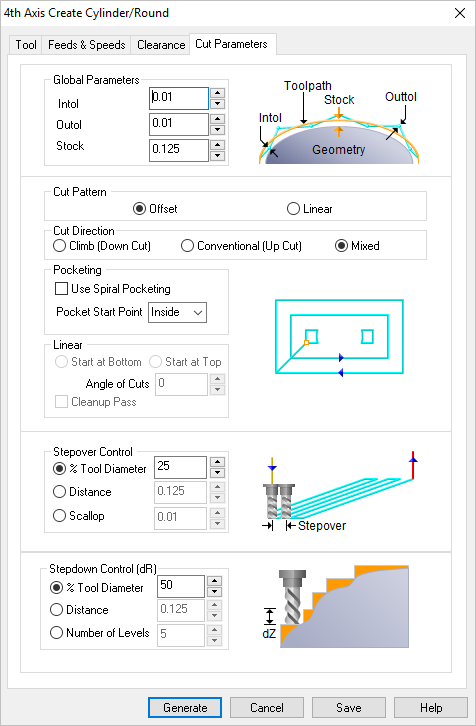 4th Axis Create Cylinder/Round
Tool Feeds & Speeds Clearance Cut Parameters
Global Parameters
Intol 0.01
Outol 0.01
Stock 0.125
Toolpath
Stock
Outtol
Intol
Geometry
Cut Pattern
Offset Linear
Cut Direction
Climb (Down Cut) Conventional (Up Cut) Mixed
Pocketing
Use Spiral Pocketing
Pocket Start Point Inside
Linear
Start at Bottom Start at Top
Angle of Cuts 0
Cleanup Pass
Stepover Control
% Tool Diameter 25
Distance 0.125
Scallop 0.01
Stepover
Stepdown Control (dR)
% Tool Diameter 50
Distance 0.125
Number of Levels 5
dZ
Generate Cancel Save Help